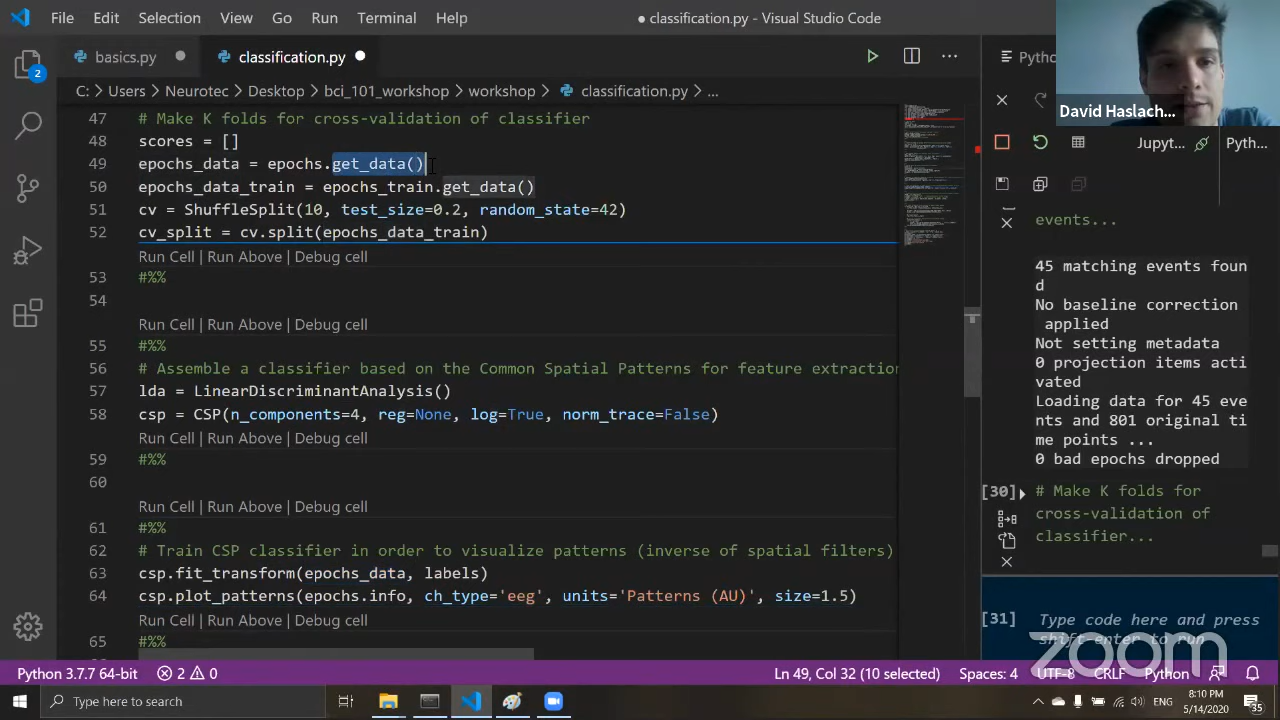 File Edit Selection View Go Run Terminal Help
● classification.py - Visual Studio Code
basics.py
classification.py
Python
C: > Users > Neurotec > Desktop > bci_101_workshop > workshop > classification.py > ...
David Haslach...
Jupyt...
Pyth...
2
47 # Make K folds for cross-validation of classifier
48 scores = []
49 epochs_data = epochs.get_data()
50 epochs_data_train = epochs_train.get_data()
51 cv = ShuffleSplit(10, test_size=0.2, random_state=42)
52 cv_split = cv.split(epochs_data_train)
Run Cell | Run Above | Debug cell
53 #%%
54
Run Cell | Run Above | Debug cell
55 #%%
56 # Assemble a classifier based on the Common Spatial Patterns for feature extraction
57 lda = LinearDiscriminantAnalysis()
58 csp = CSP(n_components=4, reg=None, log=True, norm_trace=False)
Run Cell | Run Above | Debug cell
59 #%%
60
Run Cell | Run Above | Debug cell
61 #%%
62 # Train CSP classifier in order to visualize patterns (inverse of spatial filters)
63 csp.fit_transform(epochs_data, labels)
64 csp.plot_patterns(epochs.info, ch_type='eeg', units='Patterns (AU)', size=1.5)
Run Cell | Run Above | Debug cell
65 #%%
events...
45 matching events foun
d
No baseline correction
applied
Not setting metadata
0 projection items acti
vated
Loading data for 45 eve
nts and 801 original ti
me points ...
0 bad epochs dropped
[30] # Make K folds for
cross-validation of
classifier...
[31] Type code here and press
shift-enter to run
zoom
Python 3.7.7 64-bit
2 0
Ln 49, Col 32 (10 selected)
Spaces: 4
UTF-8
CRLF
Python
Type here to search
8:10 PM
5/14/2020
35